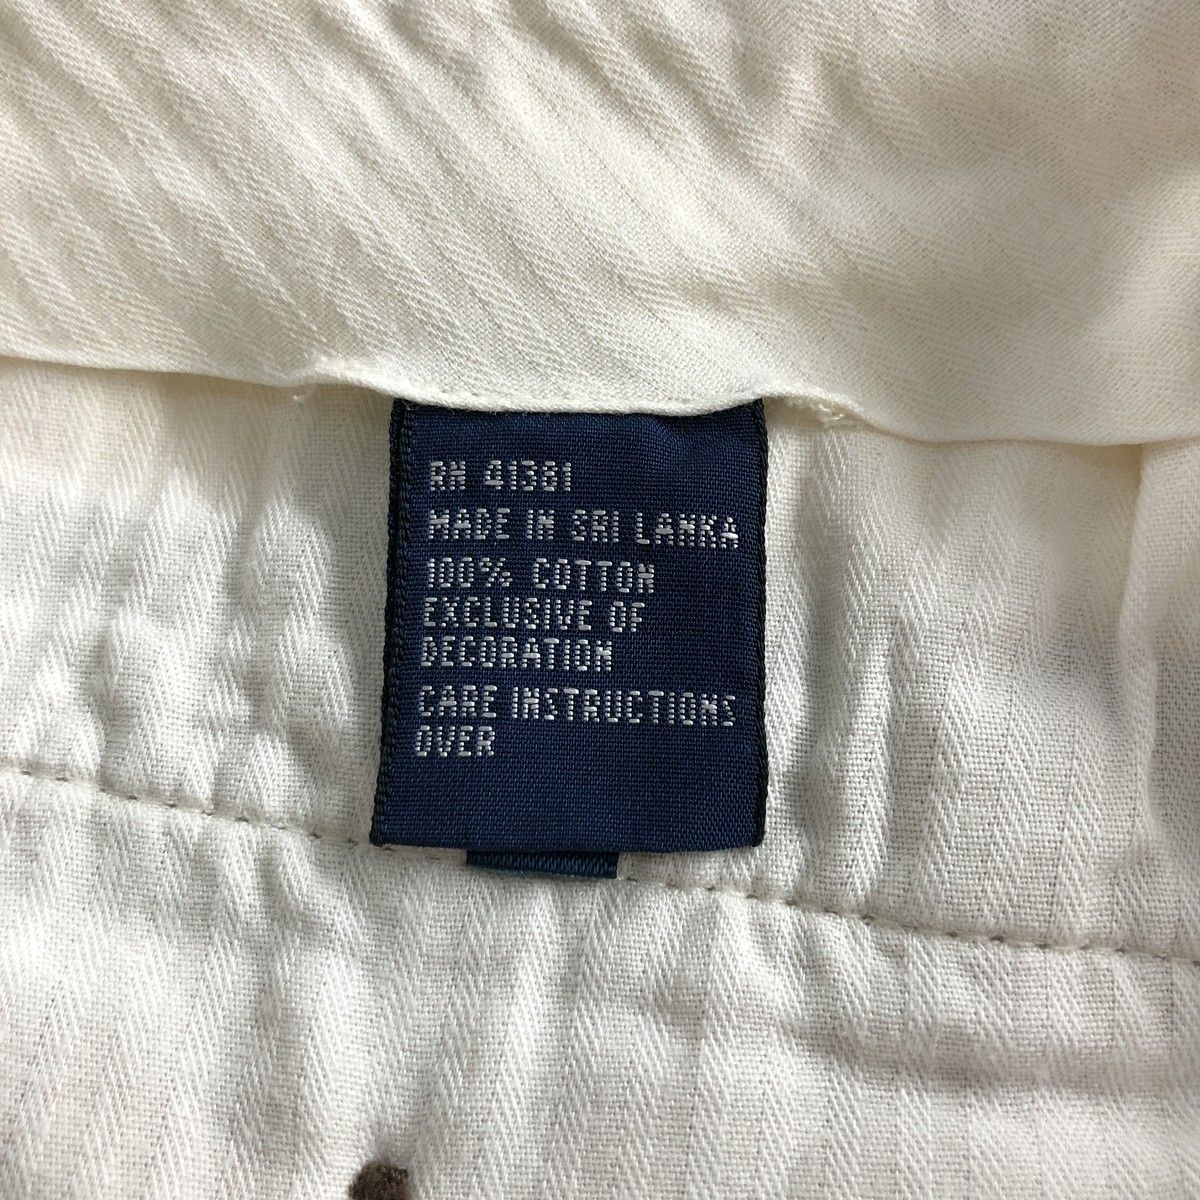 RN 41381
MADE IN SRI LANKA
100% COTTON
EXCLUSIVE OF
DECORATION
CARE INSTRUCTIONS
OVER